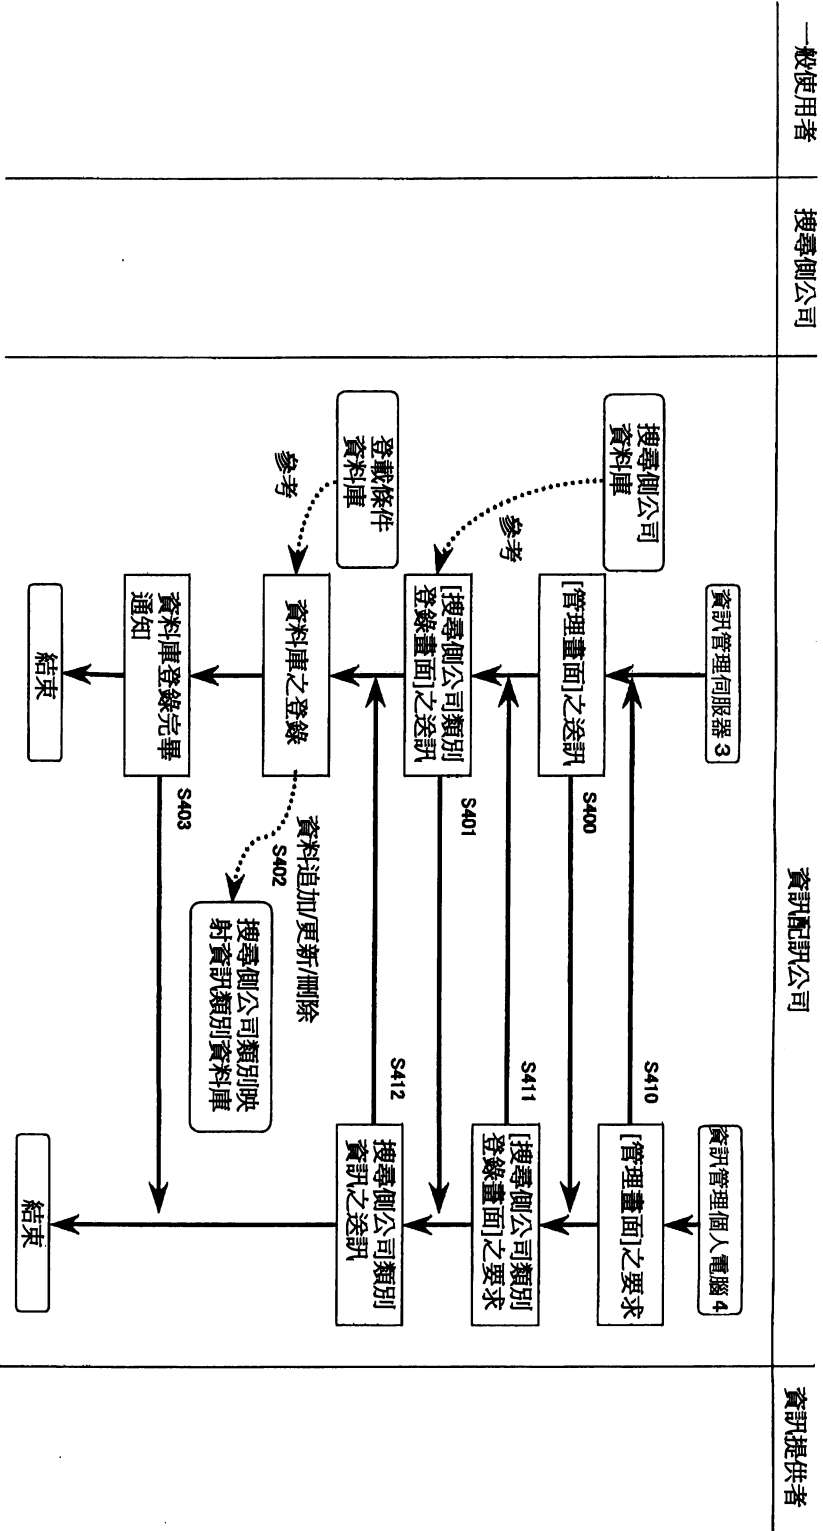 一般使用者
搜尋側公司
資訊配訊公司
資訊提供者
資訊管理伺服器 3
資訊管理個人電腦 4
搜尋側公司
資料庫
[管理畫面]之送訊
S400
S410
[管理畫面]之要求
參考
[搜尋側公司類別
登錄畫面]之送訊
S401
S411
[搜尋側公司類別
登錄畫面]之要求
登載條件
資料庫
參考
S412
搜尋側公司類別
資訊之送訊
資料庫之登錄
資料追加/更新/刪除
S402
搜尋側公司類別映
射資訊類別資料庫
資料庫登錄完畢
通知
S403
結束
結束